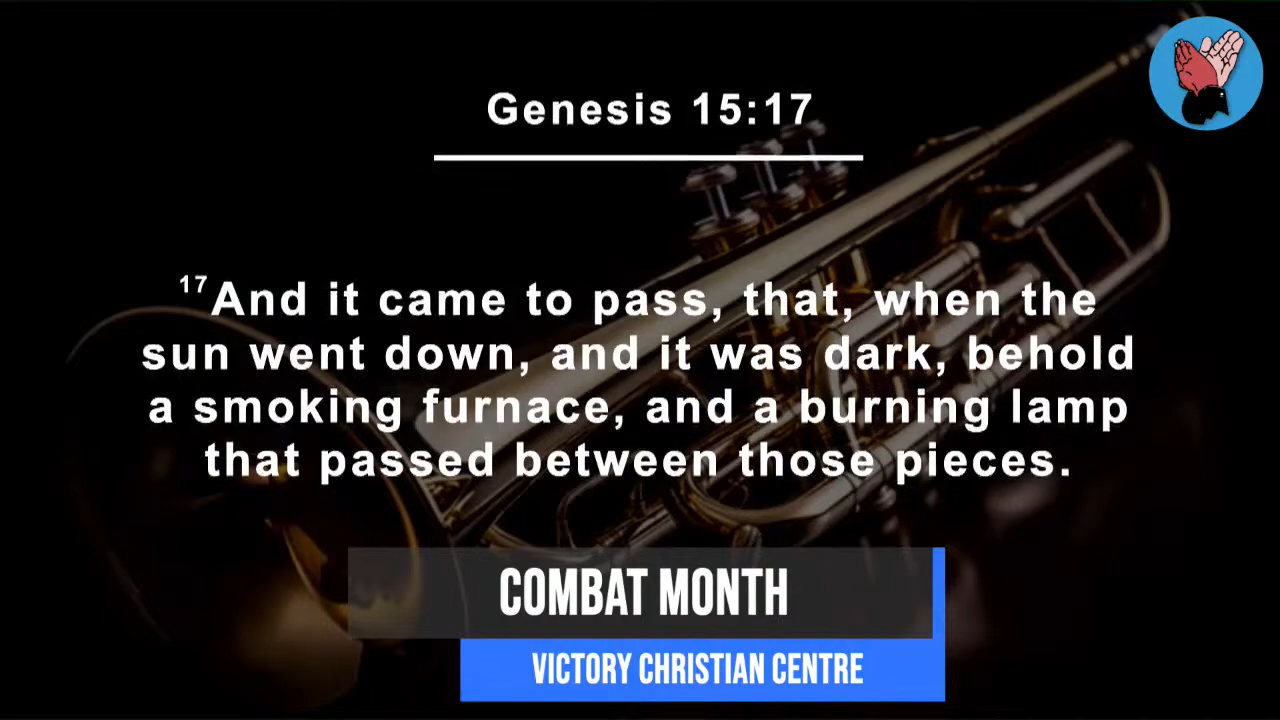 Genesis 15:17
17And it came to pass, that, when the
sun went down, and it was dark, behold
a smoking furnace, and a burning lamp
that passed between those pieces.
COMBAT MONTH
VICTORY CHRISTIAN CENTRE